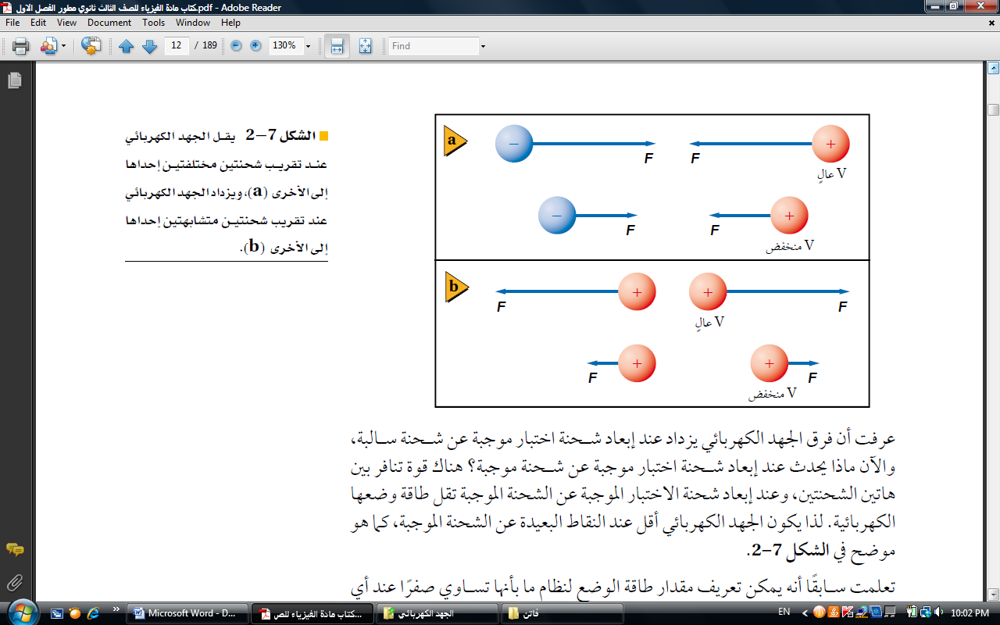 كتاب مادة الفيزياء للصف الثالث ثانوي مطور الفصل الاول.pdf - Adobe Reader
File Edit View Document Tools Window Help
12 / 189 130% Find
الشكل 7–2 يقل الجهد الكهربائي
عند تقريب شحنتين مختلفتين إحداها
إلى الأخرى (a)، ويزداد الجهد الكهربائي
عند تقريب شحنتين متشابهتين إحداها
إلى الأخرى (b).
a
− F F +
V عالٍ
− F F +
V منخفض
b
F + + F
V عالٍ
F + + F
V منخفض
عرفت أن فرق الجهد الكهربائي يزداد عند إبعاد شحنة اختبار موجبة عن شحنة سالبة،
والآن ماذا يحدث عند إبعاد شحنة اختبار موجبة عن شحنة موجبة؟ هناك قوة تنافر بين
هاتين الشحنتين، وعند إبعاد شحنة الاختبار الموجبة عن الشحنة الموجبة تقل طاقة وضعها
الكهربائية. لذا يكون الجهد الكهربائي أقل عند النقاط البعيدة عن الشحنة الموجبة، كما هو
موضح في الشكل 7–2.
تعلمت سابقًا أنه يمكن تعريف مقدار طاقة الوضع لنظام ما بأنها تساوي صفرًا عند أي
» Microsoft Word - D... كتاب مادة الفيزياء للص... الجهد الكهربائي فاتن EN 10:02 PM